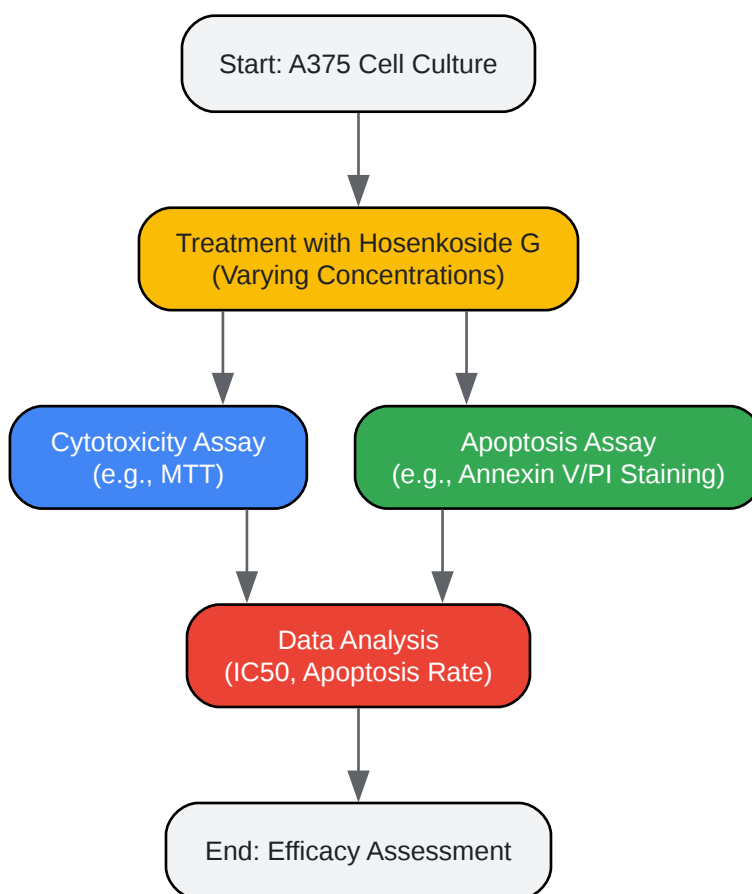 Start: A375 Cell Culture
Treatment with Hosenkoside G
(Varying Concentrations)
Cytotoxicity Assay
(e.g., MTT)
Apoptosis Assay
(e.g., Annexin V/PI Staining)
Data Analysis
(IC50, Apoptosis Rate)
End: Efficacy Assessment